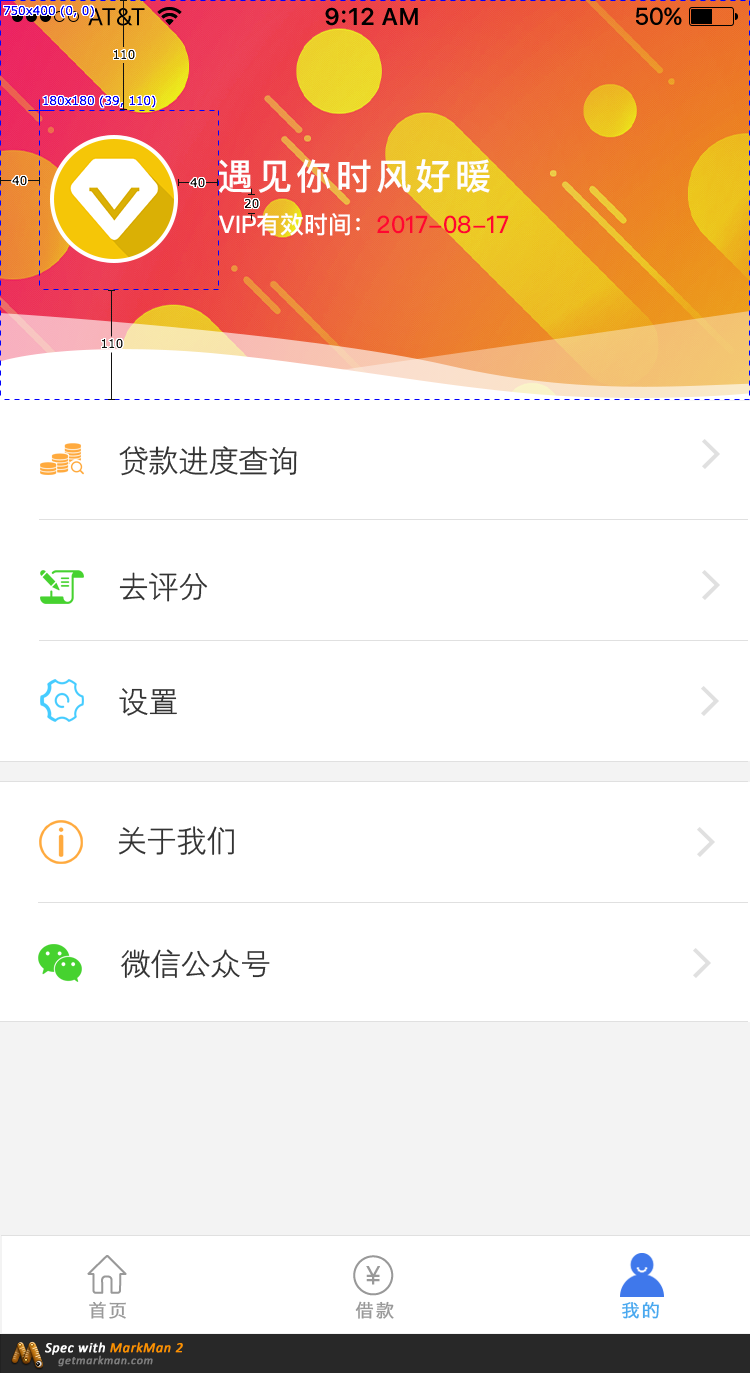 750x400 (0, 0)
AT&T 9:12 AM 50%
110
180x180 (39, 110)
40
40
遇见你时风好暖
20
VIP有效时间：2017-08-17
110
贷款进度查询
去评分
设置
关于我们
微信公众号
首页
借款
我的
Spec with MarkMan 2
getmarkman.com